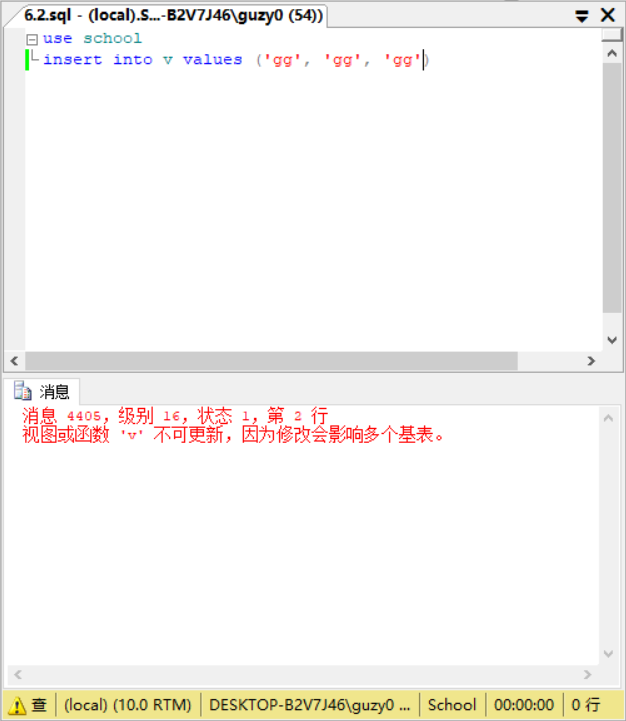 6.2.sql - (local).S...-B2V7J46\guzy0 (54))
use school
insert into v values ('gg', 'gg', 'gg')
消息
消息 4405，级别 16，状态 1，第 2 行
视图或函数 'v' 不可更新，因为修改会影响多个基表。
查 (local) (10.0 RTM) DESKTOP-B2V7J46\guzy0 ... School 00:00:00 0 行